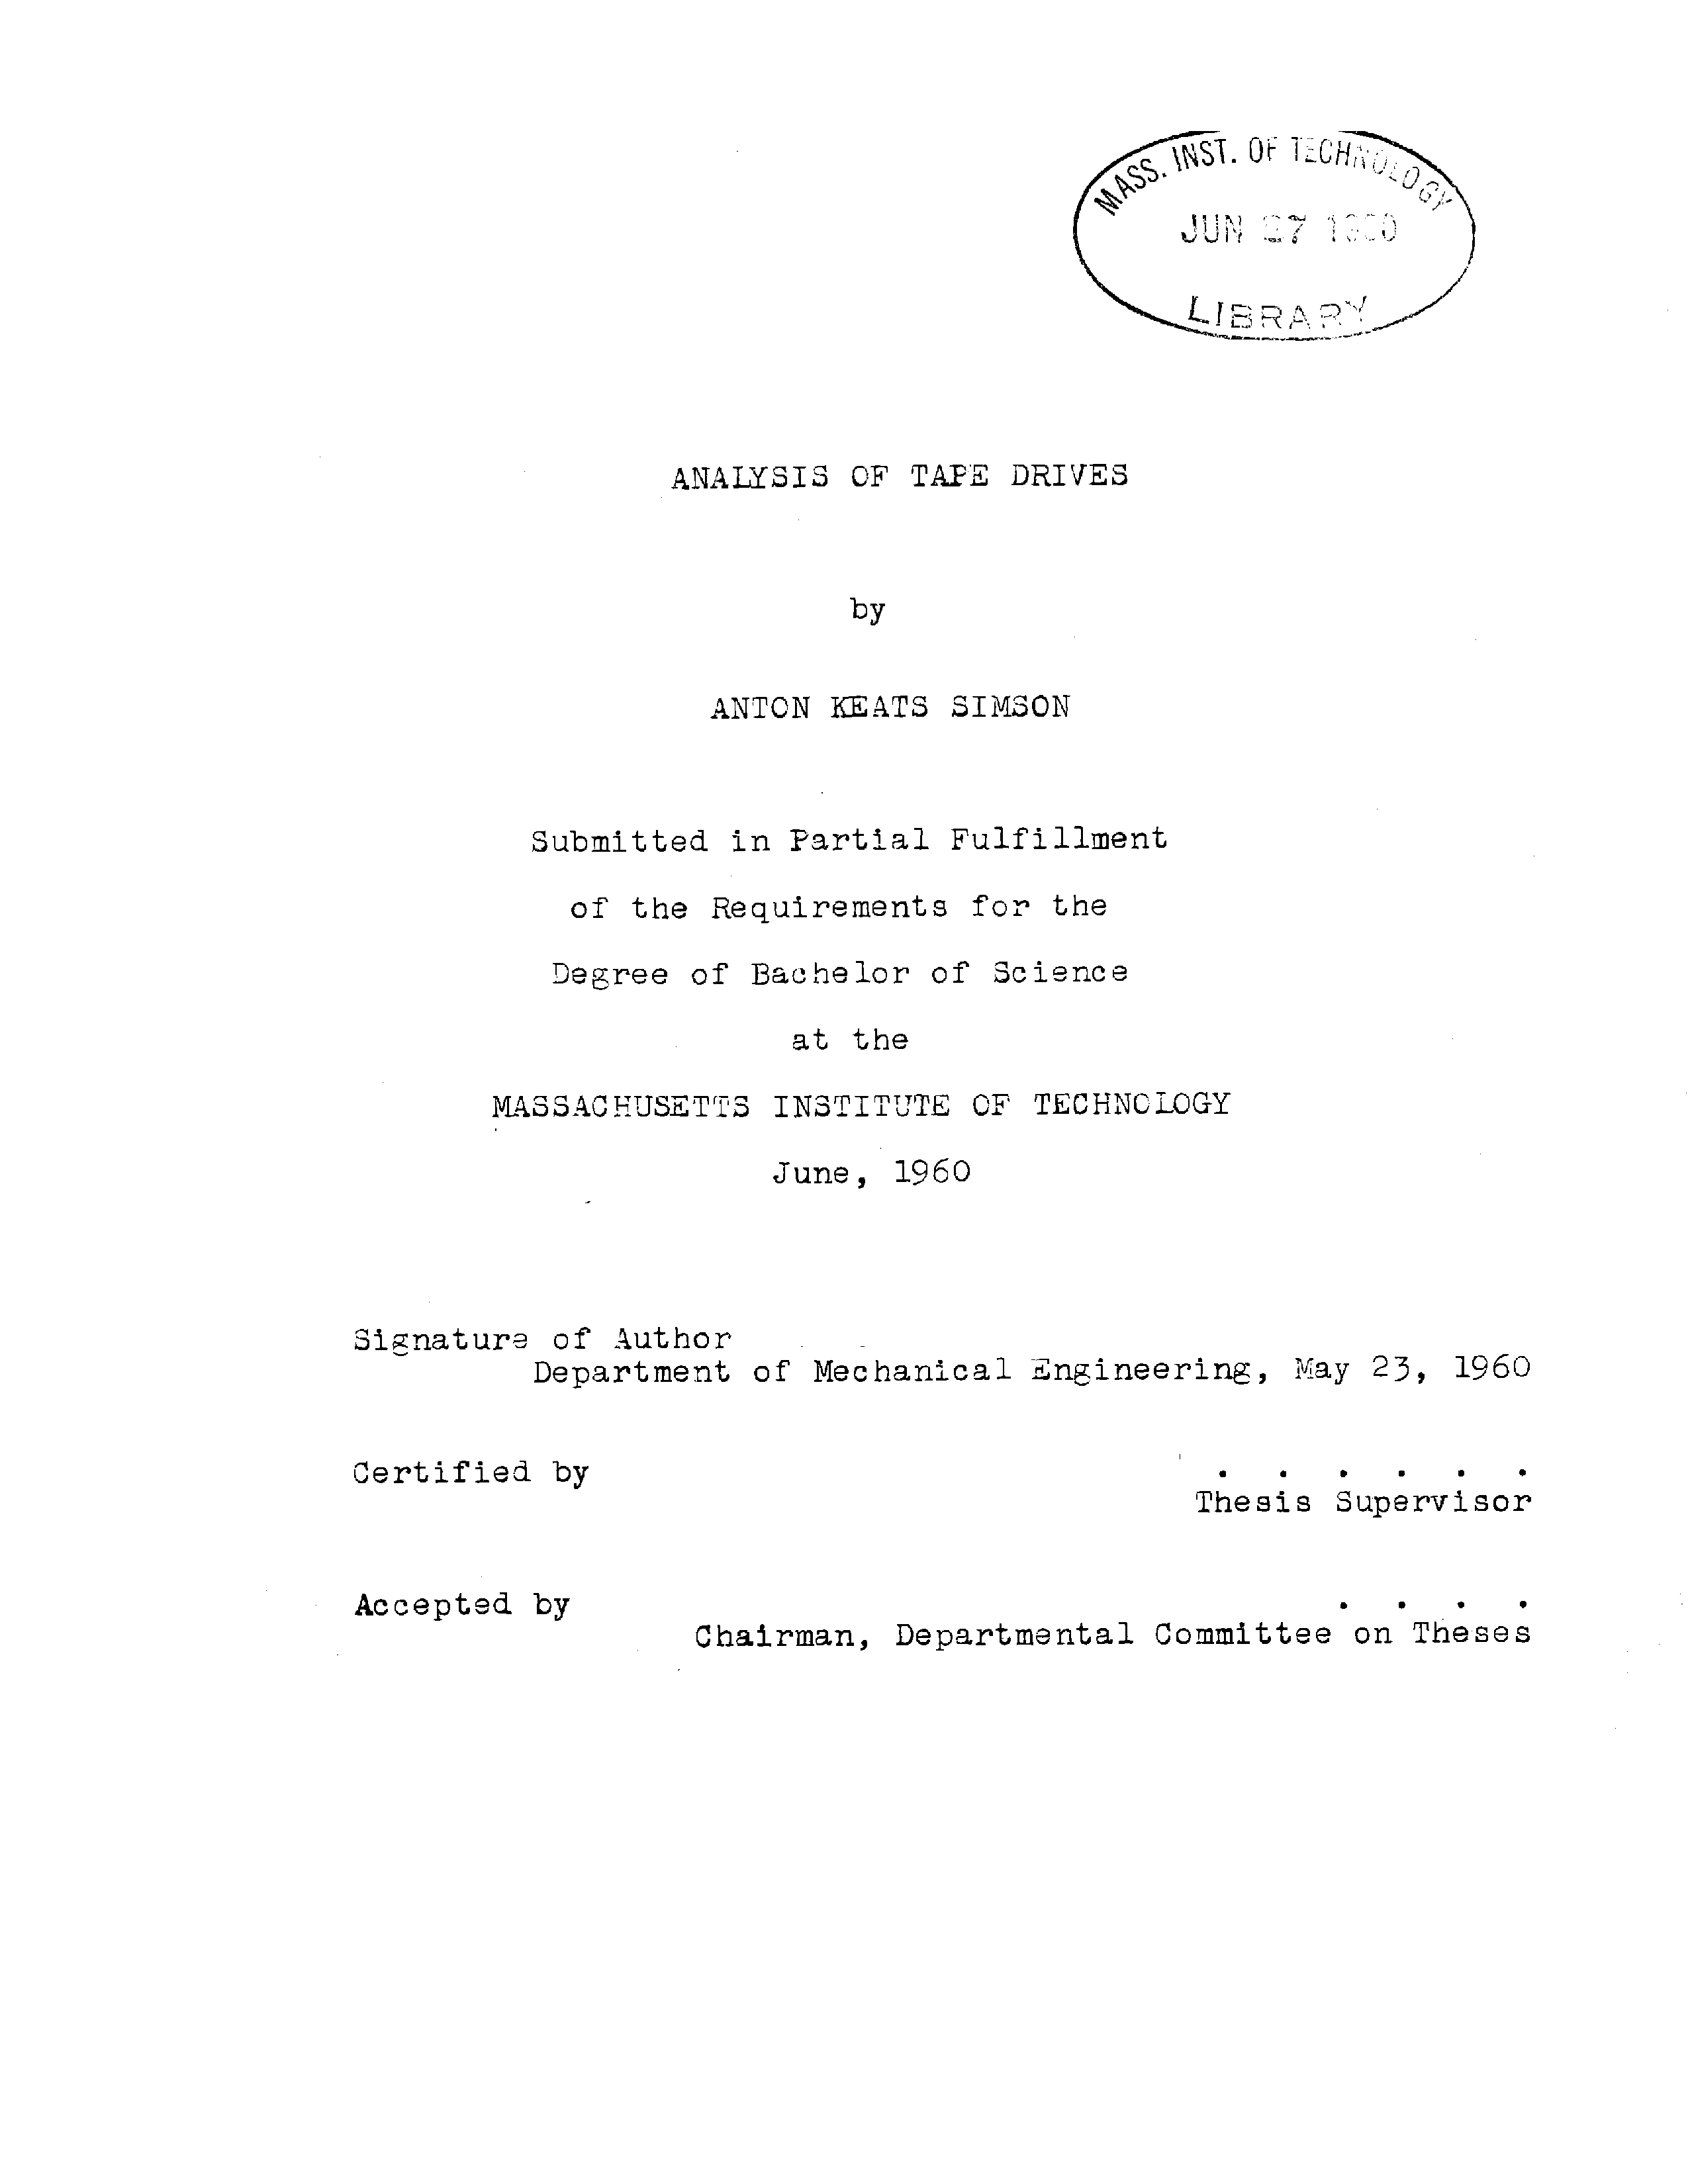 MASS. INST. OF TECHNOLOGY
JUN 27 1960
LIBRARY
ANALYSIS OF TAPE DRIVES
by
ANTON KEATS SIMSON
Submitted in Partial Fulfillment
of the Requirements for the
Degree of Bachelor of Science
at the
MASSACHUSETTS INSTITUTE OF TECHNOLOGY
June, 1960
Signature of Author
Department of Mechanical Engineering, May 23, 1960
Certified by . . . . . .
Thesis Supervisor
Accepted by . . . .
Chairman, Departmental Committee on Theses